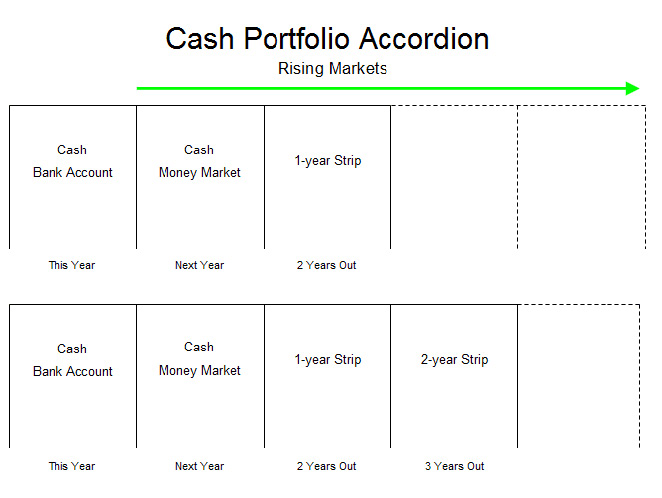 Cash Portfolio Accordion
Rising Markets
Cash
Bank Account
Cash
Money Market
1-year Strip
This Year
Next Year
2 Years Out
Cash
Bank Account
Cash
Money Market
1-year Strip
2-year Strip
This Year
Next Year
2 Years Out
3 Years Out